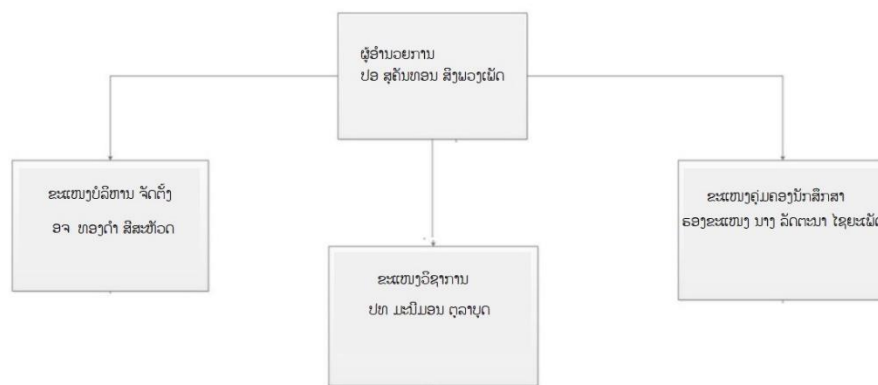 ຜູ້ອຳນວຍການ
ປອ ສຸຄັນທອນ ສິງພວງເພັດ
ຂະແໜງບໍລິຫານ ຈັດຕັ້ງ
ອຈ ທອງດຳ ສີສະຫັວດ
ຂະແໜງວິຊາການ
ປທ ມະນີມອນ ຕຸລາບຸດ
ຂະແໜງຄຸ່ມຄອງນັກສຶກສາ
ຮອງຂະແໜງ ນາງ ລັດຕະນາ ໄຊຍະເພັດ